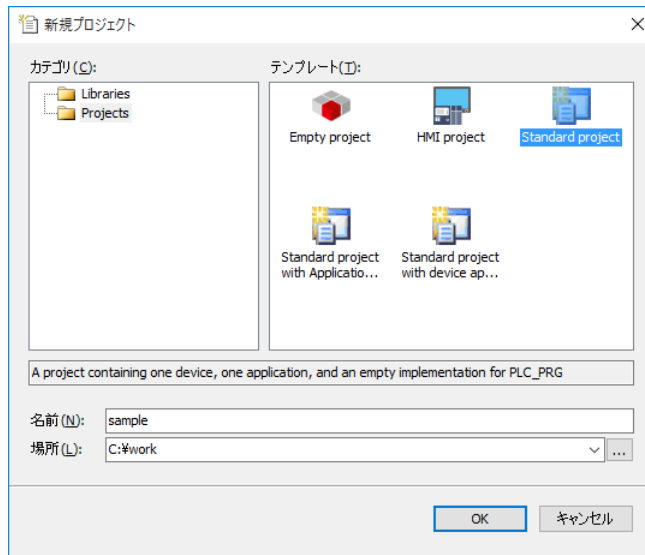 新規プロジェクト
カテゴリ(C):
Libraries
Projects
テンプレート(T):
Empty project
HMI project
Standard project
Standard project
with Applicatio...
Standard project
with device ap...
A project containing one device, one application, and an empty implementation for PLC_PRG
名前(N):
sample
場所(L):
C:¥work
...
OK
キャンセル